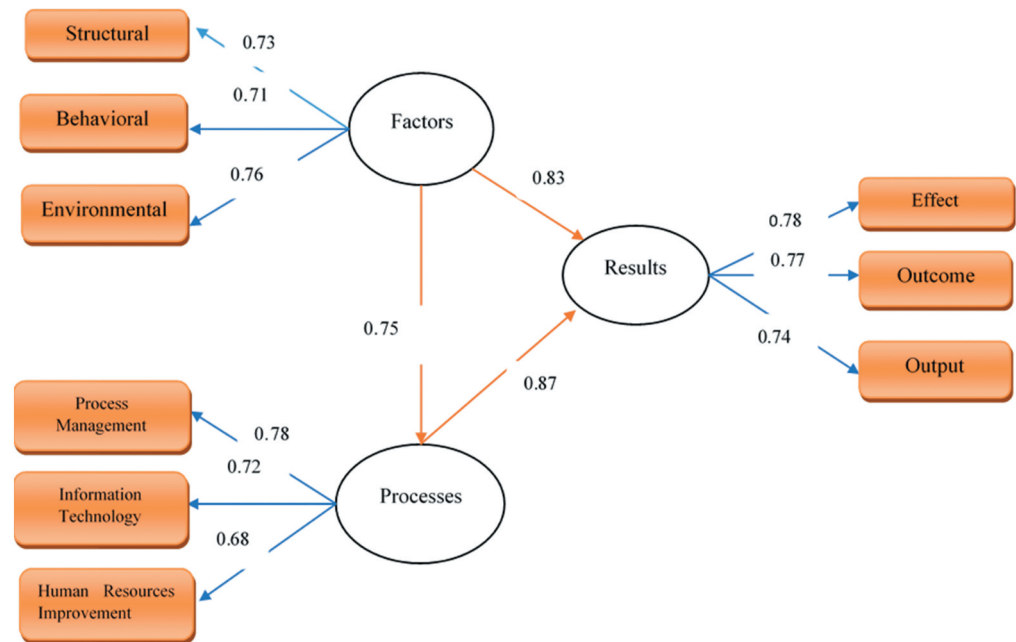 Structural
0.73
0.71
Behavioral
Factors
0.76
Environmental
0.83
Effect
0.78
Results
0.77
Outcome
0.75
0.74
Output
0.87
Process
Management
0.78
0.72
Information
Technology
Processes
0.68
Human Resources
Improvement